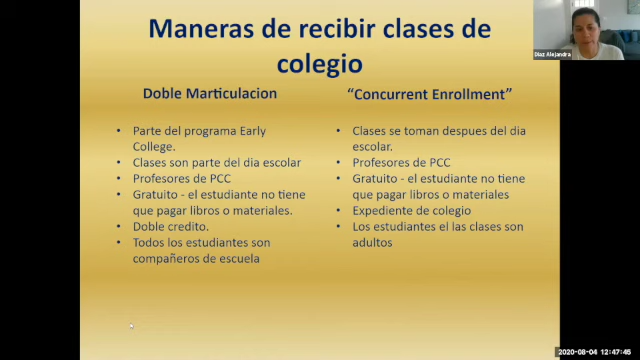 Maneras de recibir clases de
colegio
Doble Marticulacion
• Parte del programa Early
College.
• Clases son parte del dia escolar
• Profesores de PCC
• Gratuito - el estudiante no tiene
que pagar libros o materiales.
• Doble credito.
• Todos los estudiantes son
compañeros de escuela
“Concurrent Enrollment”
• Clases se toman despues del dia
escolar.
• Profesores de PCC
• Gratuito - el estudiante no tiene
que pagar libros o materiales
• Expediente de colegio
• Los estudiantes el las clases son
adultos
Diaz Alejandra
2020-08-04 12:47:45